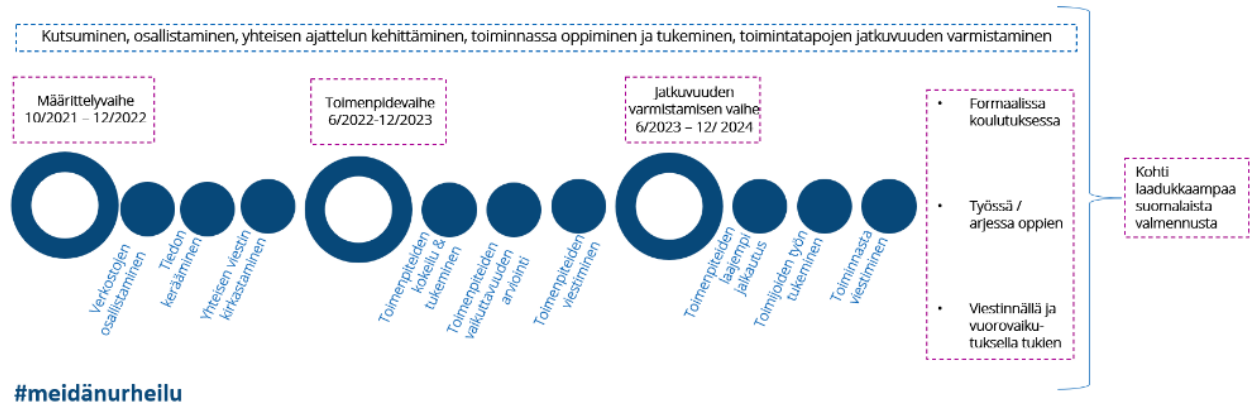 Kutsuminen, osallistaminen, yhteisen ajattelun kehittäminen, toiminnassa oppiminen ja tukeminen, toimintatapojen jatkuvuuden varmistaminen
Määrittelyvaihe
10/2021 – 12/2022
Verkostojen
osallistaminen
Tiedon
kerääminen
Yhteisen viestin
kirkastaminen
Toimenpidevaihe
6/2022-12/2023
Toimenpiteiden
kokeilu &
tukeminen
Toimenpiteiden
vaikuttavuuden
arviointi
Toimenpiteiden
viestiminen
Jatkuvuuden
varmistamisen vaihe
6/2023 – 12/ 2024
Toimenpiteiden
laajempi
jalkautus
Toimijoiden työn
tukeminen
Toiminnasta
viestiminen
• Formaalissa
koulutuksessa
• Työssä /
arjessa oppien
• Viestinnällä ja
vuorovaiku-
tuksella tukien
Kohti
laadukkaampaa
suomalaista
valmennusta
#meidänurheilu